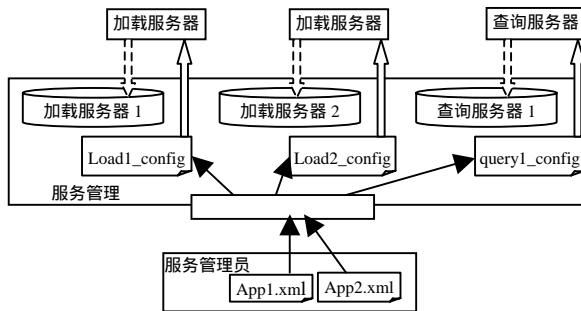 加载服务器
加载服务器
查询服务器
加载服务器 1
加载服务器 2
查询服务器 1
Load1_config
Load2_config
query1_config
服务管理
服务管理员
App1.xml
App2.xml